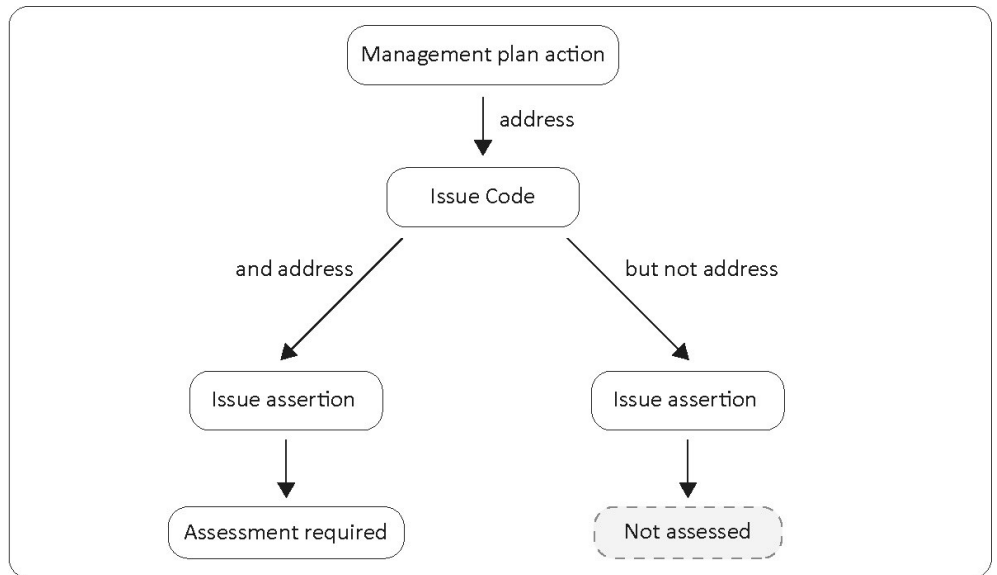 Management plan action
address
Issue Code
and address
but not address
Issue assertion
Issue assertion
Assessment required
Not assessed